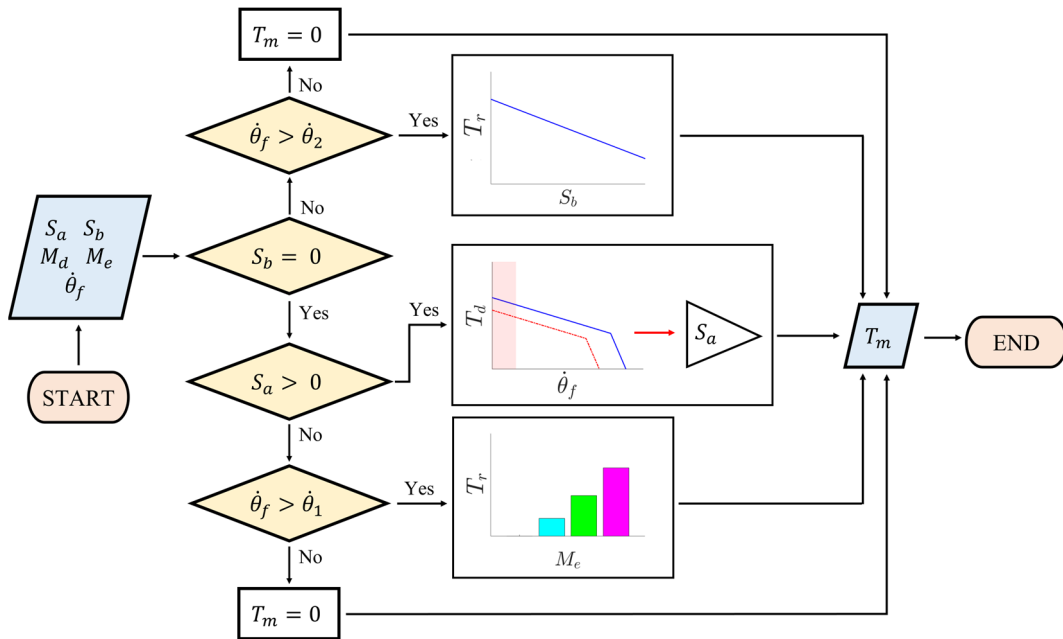 T_m = 0
No
θ̇_f > θ̇_2
Yes
T_r
S_b
No
S_a S_b
M_d M_e
θ̇_f
S_b = 0
Yes
Yes
T_d
θ̇_f
S_a
T_m
END
START
S_a > 0
No
θ̇_f > θ̇_1
Yes
T_r
M_e
No
T_m = 0